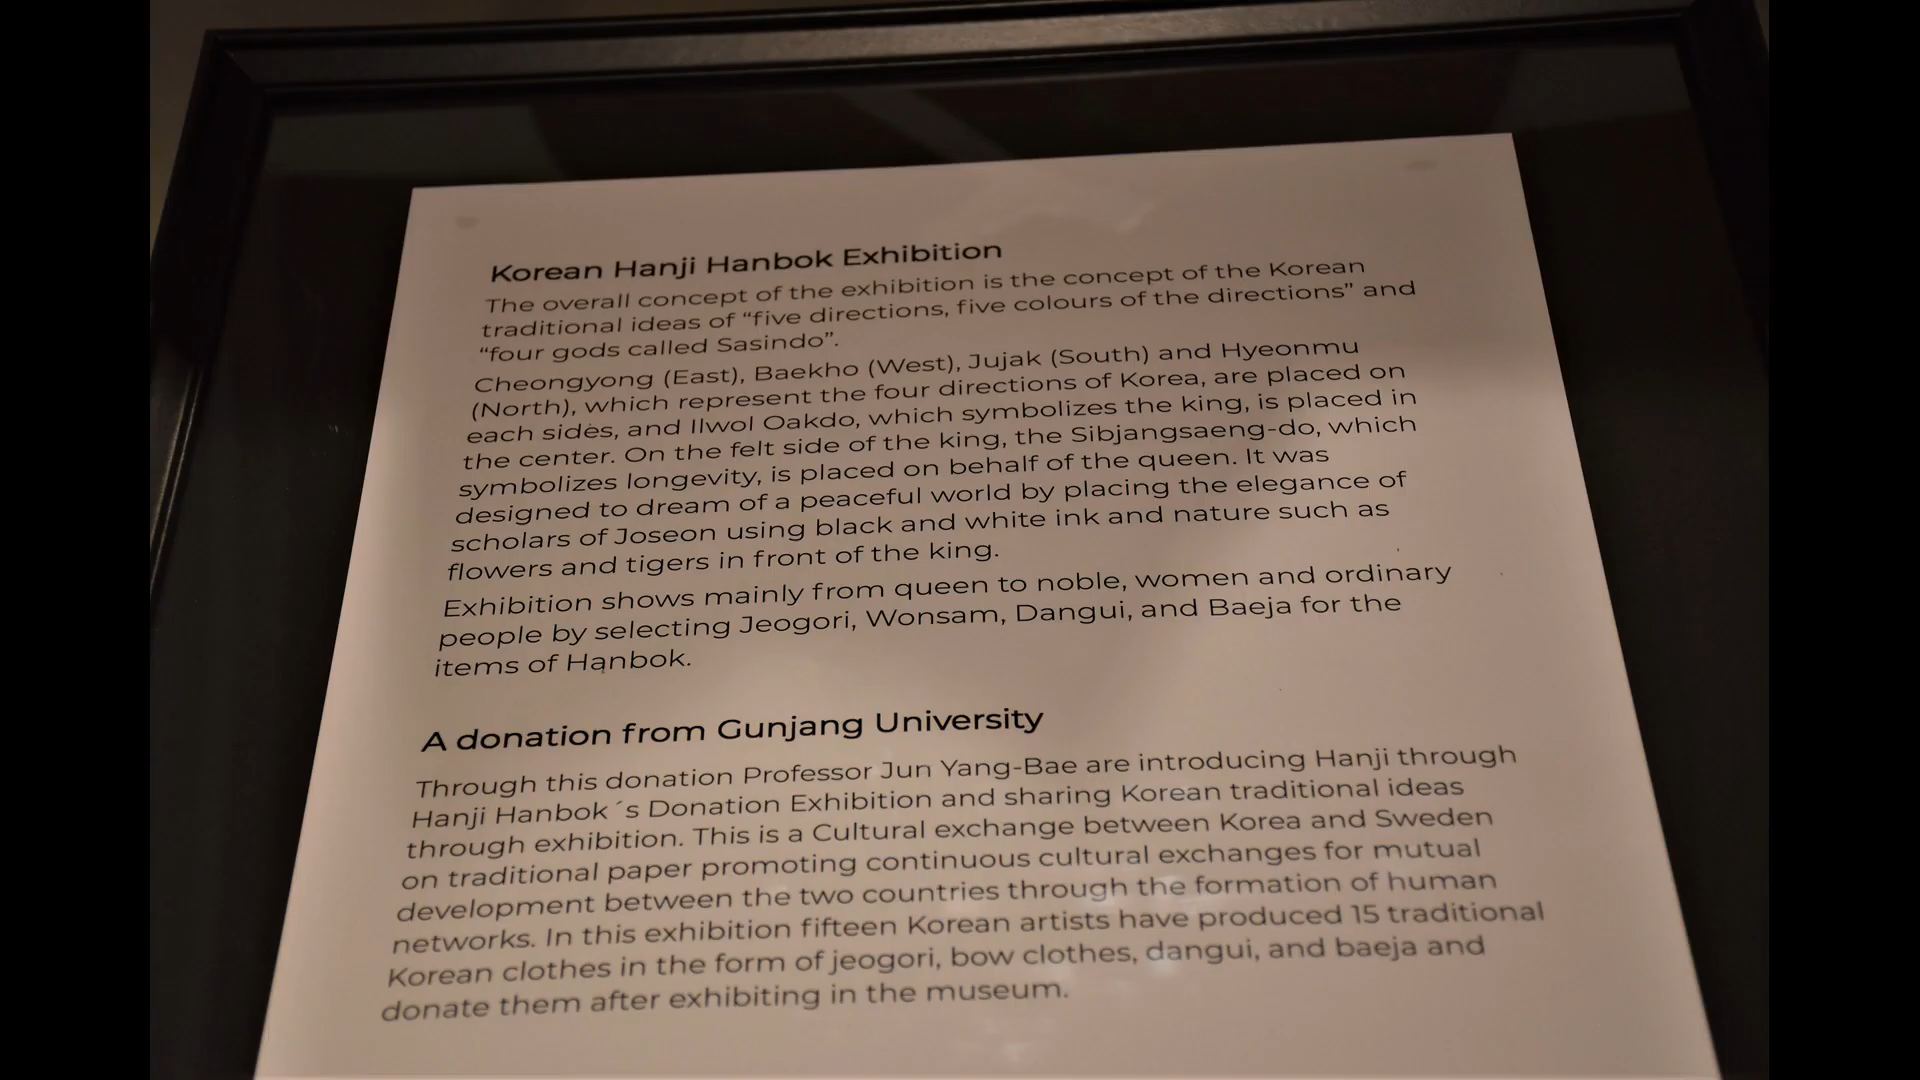 Korean Hanji Hanbok Exhibition
The overall concept of the exhibition is the concept of the Korean
traditional ideas of “five directions, five colours of the directions” and
“four gods called Sasindo”.
Cheongyong (East), Baekho (West), Jujak (South) and Hyeonmu
(North), which represent the four directions of Korea, are placed on
each sides, and Ilwol Oakdo, which symbolizes the king, is placed in
the center. On the felt side of the king, the Sibjangsaeng-do, which
symbolizes longevity, is placed on behalf of the queen. It was
designed to dream of a peaceful world by placing the elegance of
scholars of Joseon using black and white ink and nature such as
flowers and tigers in front of the king.
Exhibition shows mainly from queen to noble, women and ordinary
people by selecting Jeogori, Wonsam, Dangui, and Baeja for the
items of Hanbok.
A donation from Gunjang University
Through this donation Professor Jun Yang-Bae are introducing Hanji through
Hanji Hanbok ´s Donation Exhibition and sharing Korean traditional ideas
through exhibition. This is a Cultural exchange between Korea and Sweden
on traditional paper promoting continuous cultural exchanges for mutual
development between the two countries through the formation of human
networks. In this exhibition fifteen Korean artists have produced 15 traditional
Korean clothes in the form of jeogori, bow clothes, dangui, and baeja and
donate them after exhibiting in the museum.